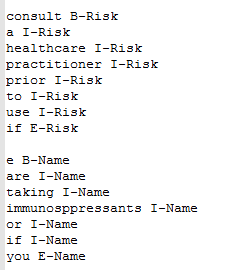 consult B-Risk
a I-Risk
healthcare I-Risk
practitioner I-Risk
prior I-Risk
to I-Risk
use I-Risk
if E-Risk
e B-Name
are I-Name
taking I-Name
immunosppressants I-Name
or I-Name
if I-Name
you E-Name